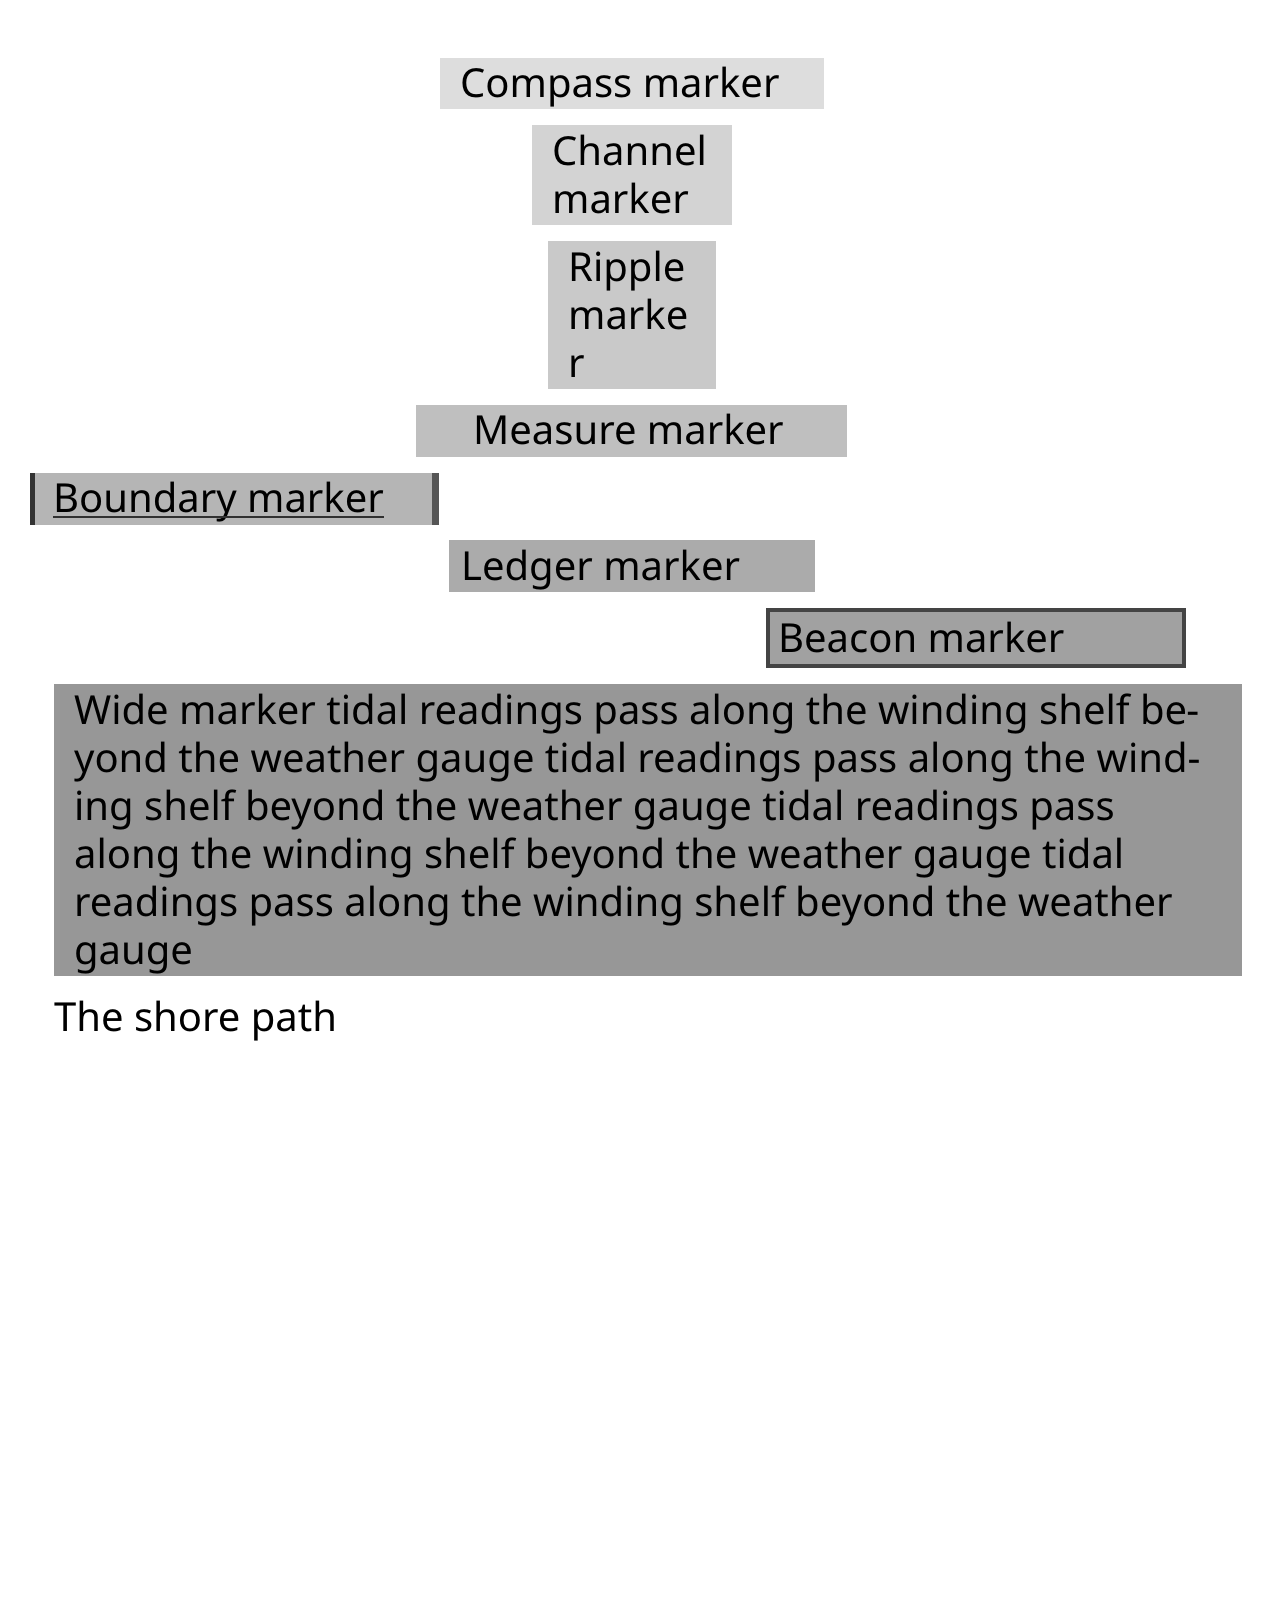 Compass marker
Channel
marker
Ripple
marke
r
Measure marker
Boundary marker
Ledger marker
Beacon marker
Wide marker tidal readings pass along the winding shelf be-
yond the weather gauge tidal readings pass along the wind-
ing shelf beyond the weather gauge tidal readings pass
along the winding shelf beyond the weather gauge tidal
readings pass along the winding shelf beyond the weather
gauge
The shore path